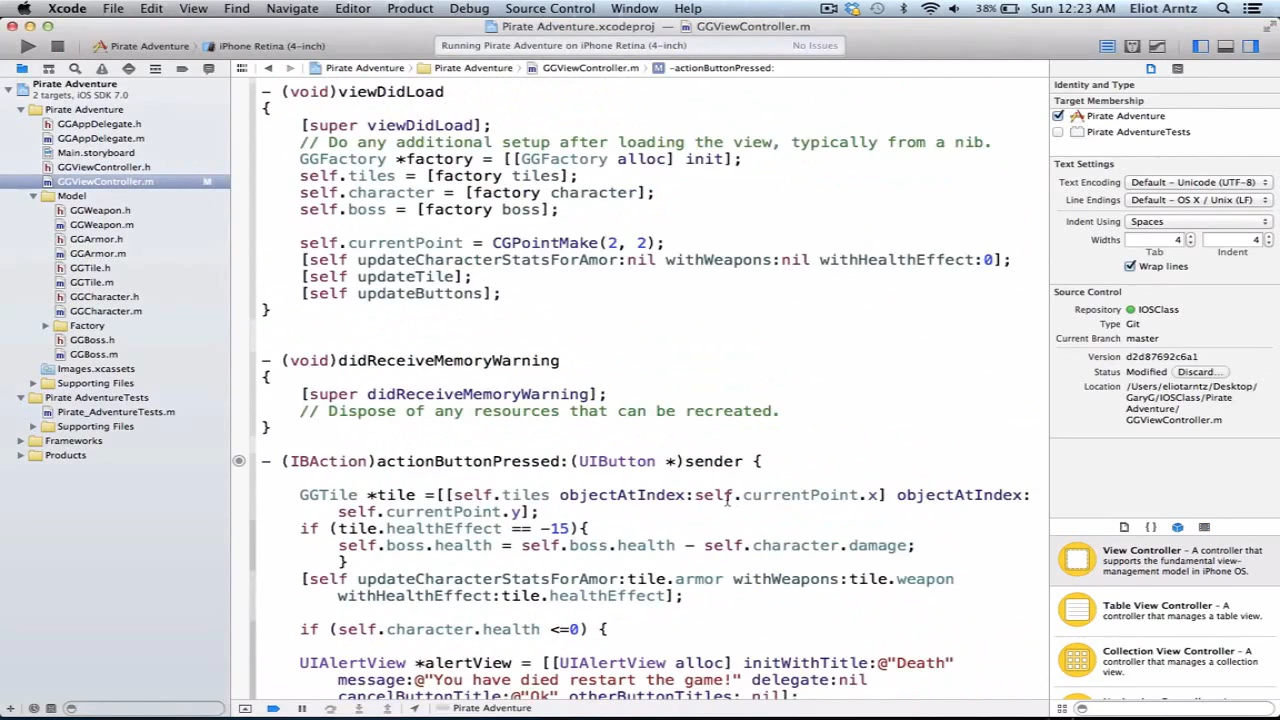 Xcode File Edit View Find Navigate Editor Product Debug Source Control Window Help 38% Sun 12:23 AM Eliot Arntz
Pirate Adventure.xcodeproj — GGViewController.m
Pirate Adventure iPhone Retina (4-inch) Running Pirate Adventure on iPhone Retina (4-inch) No Issues
Pirate Adventure Pirate Adventure GGViewController.m M -actionButtonPressed:
Pirate Adventure
2 targets, iOS SDK 7.0
Pirate Adventure
h GGAppDelegate.h
m GGAppDelegate.m
Main.storyboard
h GGViewController.h
m GGViewController.m M
Model
h GGWeapon.h
m GGWeapon.m
h GGArmor.h
m GGArmor.m
h GGTile.h
m GGTile.m
h GGCharacter.h
m GGCharacter.m
Factory
h GGBoss.h
m GGBoss.m
Images.xcassets
Supporting Files
Pirate AdventureTests
m Pirate_AdventureTests.m
Supporting Files
Frameworks
Products
- (void)viewDidLoad
{
[super viewDidLoad];
// Do any additional setup after loading the view, typically from a nib.
GGFactory *factory = [[GGFactory alloc] init];
self.tiles = [factory tiles];
self.character = [factory character];
self.boss = [factory boss];
self.currentPoint = CGPointMake(2, 2);
[self updateCharacterStatsForAmor:nil withWeapons:nil withHealthEffect:0];
[self updateTile];
[self updateButtons];
}
- (void)didReceiveMemoryWarning
{
[super didReceiveMemoryWarning];
// Dispose of any resources that can be recreated.
}
- (IBAction)actionButtonPressed:(UIButton *)sender {
GGTile *tile =[[self.tiles objectAtIndex:self.currentPoint.x] objectAtIndex:
self.currentPoint.y];
if (tile.healthEffect == -15){
self.boss.health = self.boss.health - self.character.damage;
}
[self updateCharacterStatsForAmor:tile.armor withWeapons:tile.weapon
withHealthEffect:tile.healthEffect];
if (self.character.health <=0) {
UIAlertView *alertView = [[UIAlertView alloc] initWithTitle:@"Death"
message:@"You have died restart the game!" delegate:nil
cancelButtonTitle:@"Ok" otherButtonTitles: nil];
Pirate Adventure
Identity and Type
Target Membership
Pirate Adventure
Pirate AdventureTests
Text Settings
Text Encoding Default - Unicode (UTF-8)
Line Endings Default - OS X / Unix (LF)
Indent Using Spaces
Widths 4 4
Tab Indent
Wrap lines
Source Control
Repository IOSClass
Type Git
Current Branch master
Version d2d87692c6a1
Status Modified Discard...
Location /Users/eliotarntz/Desktop/
GaryG/IOSClass/Pirate
Adventure/
GGViewController.m
View Controller - A controller that
supports the fundamental view-
management model in iPhone OS.
Table View Controller - A
controller that manages a table view.
Collection View Controller - A
controller that manages a collection
view.